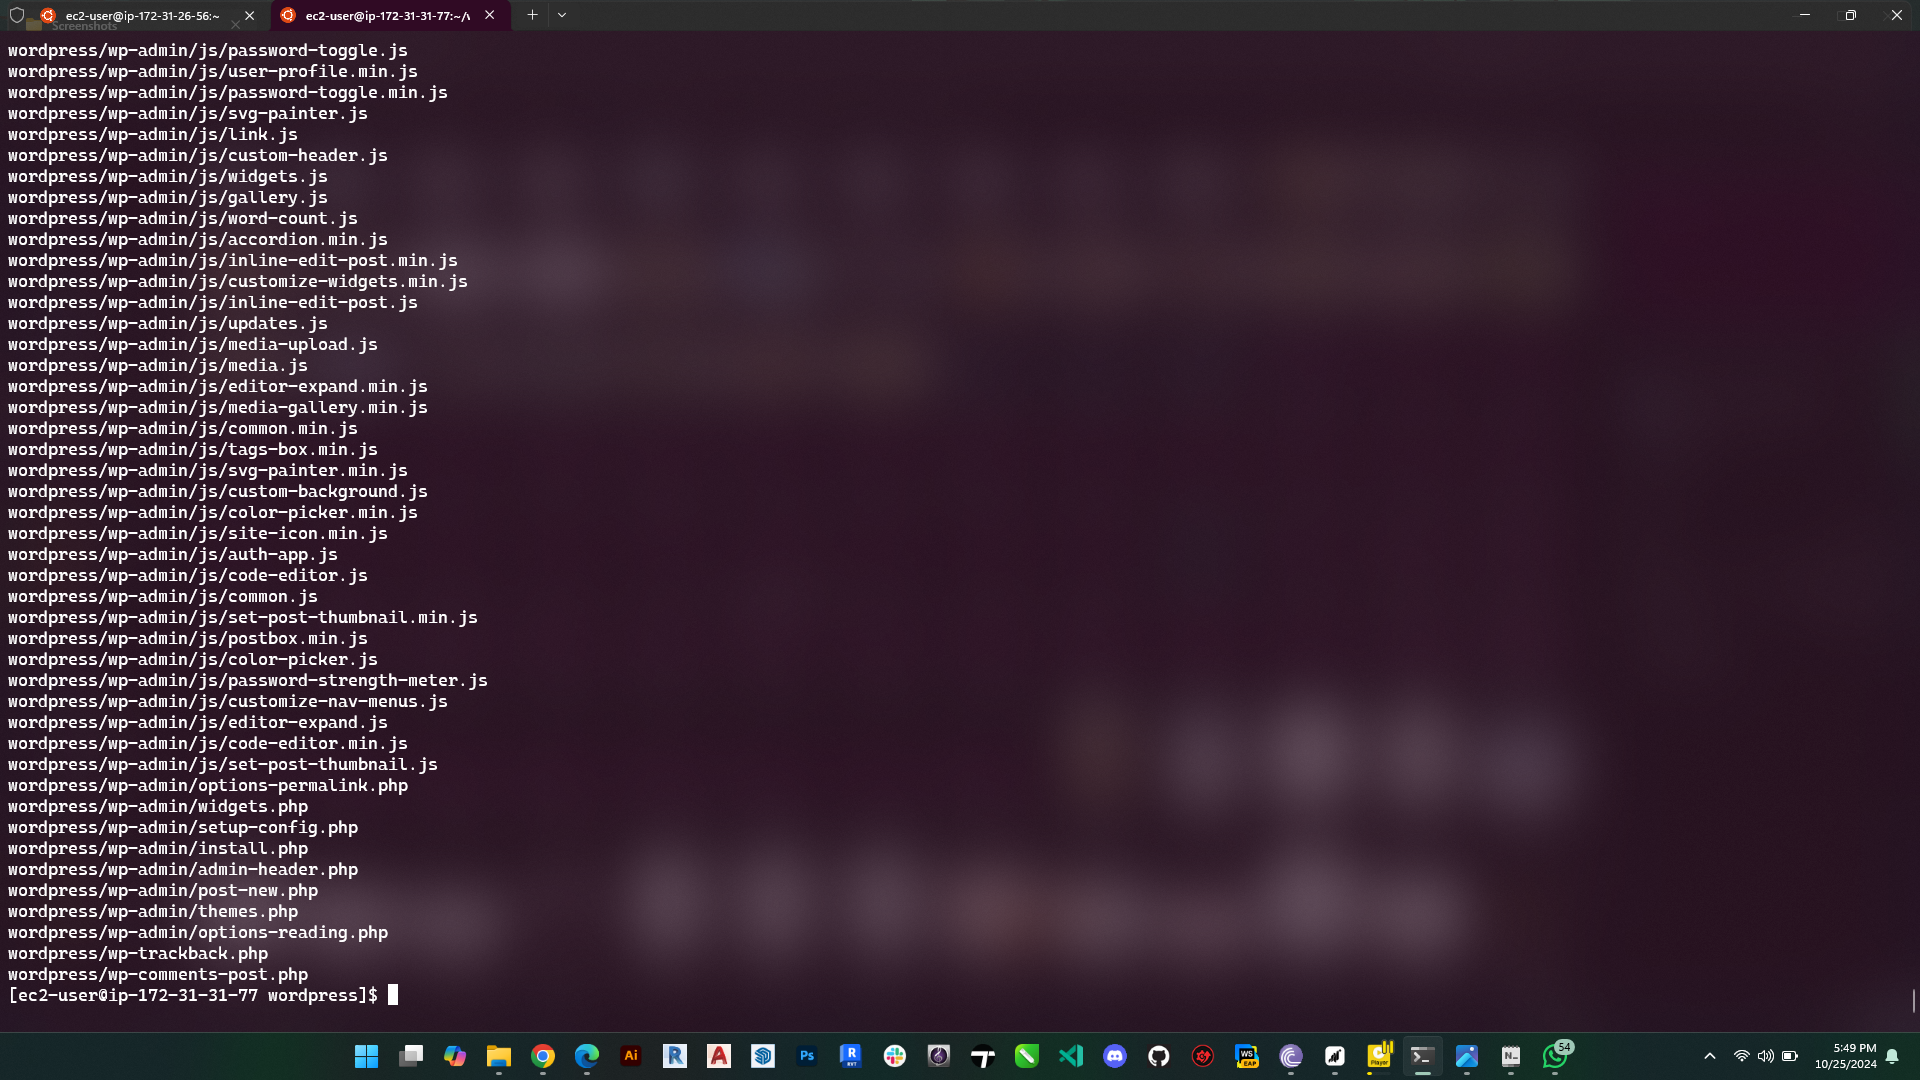 ec2-user@ip-172-31-26-56:~
ec2-user@ip-172-31-31-77:~/v
Screenshots
wordpress/wp-admin/js/password-toggle.js
wordpress/wp-admin/js/user-profile.min.js
wordpress/wp-admin/js/password-toggle.min.js
wordpress/wp-admin/js/svg-painter.js
wordpress/wp-admin/js/link.js
wordpress/wp-admin/js/custom-header.js
wordpress/wp-admin/js/widgets.js
wordpress/wp-admin/js/gallery.js
wordpress/wp-admin/js/word-count.js
wordpress/wp-admin/js/accordion.min.js
wordpress/wp-admin/js/inline-edit-post.min.js
wordpress/wp-admin/js/customize-widgets.min.js
wordpress/wp-admin/js/inline-edit-post.js
wordpress/wp-admin/js/updates.js
wordpress/wp-admin/js/media-upload.js
wordpress/wp-admin/js/media.js
wordpress/wp-admin/js/editor-expand.min.js
wordpress/wp-admin/js/media-gallery.min.js
wordpress/wp-admin/js/common.min.js
wordpress/wp-admin/js/tags-box.min.js
wordpress/wp-admin/js/svg-painter.min.js
wordpress/wp-admin/js/custom-background.js
wordpress/wp-admin/js/color-picker.min.js
wordpress/wp-admin/js/site-icon.min.js
wordpress/wp-admin/js/auth-app.js
wordpress/wp-admin/js/code-editor.js
wordpress/wp-admin/js/common.js
wordpress/wp-admin/js/set-post-thumbnail.min.js
wordpress/wp-admin/js/postbox.min.js
wordpress/wp-admin/js/color-picker.js
wordpress/wp-admin/js/password-strength-meter.js
wordpress/wp-admin/js/customize-nav-menus.js
wordpress/wp-admin/js/editor-expand.js
wordpress/wp-admin/js/code-editor.min.js
wordpress/wp-admin/js/set-post-thumbnail.js
wordpress/wp-admin/options-permalink.php
wordpress/wp-admin/widgets.php
wordpress/wp-admin/setup-config.php
wordpress/wp-admin/install.php
wordpress/wp-admin/admin-header.php
wordpress/wp-admin/post-new.php
wordpress/wp-admin/themes.php
wordpress/wp-admin/options-reading.php
wordpress/wp-trackback.php
wordpress/wp-comments-post.php
[ec2-user@ip-172-31-31-77 wordpress]$
Ai
R
A
Ps
R
RVT
WS
EAP
Player
N
54
5:49 PM
10/25/2024